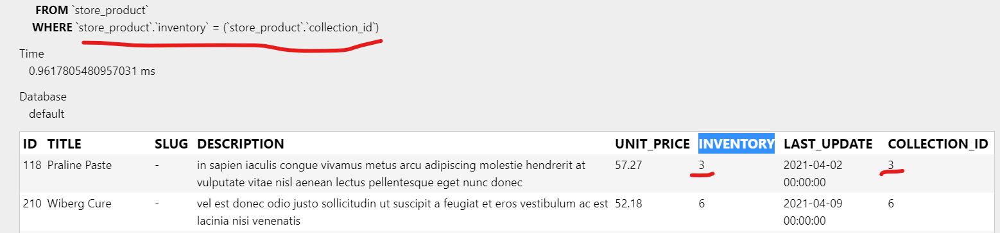 FROM `store_product`
WHERE `store_product`.`inventory` = (`store_product`.`collection_id`)
Time
0.9617805480957031 ms
Database
default
ID TITLE SLUG DESCRIPTION UNIT_PRICE INVENTORY LAST_UPDATE COLLECTION_ID
118 Praline Paste - in sapien iaculis congue vivamus metus arcu adipiscing molestie hendrerit at 57.27 3 2021-04-02 3
vulputate vitae nisl aenean lectus pellentesque eget nunc donec 00:00:00
210 Wiberg Cure - vel est donec odio justo sollicitudin ut suscipit a feugiat et eros vestibulum ac est 52.18 6 2021-04-09 6
lacinia nisi venenatis 00:00:00